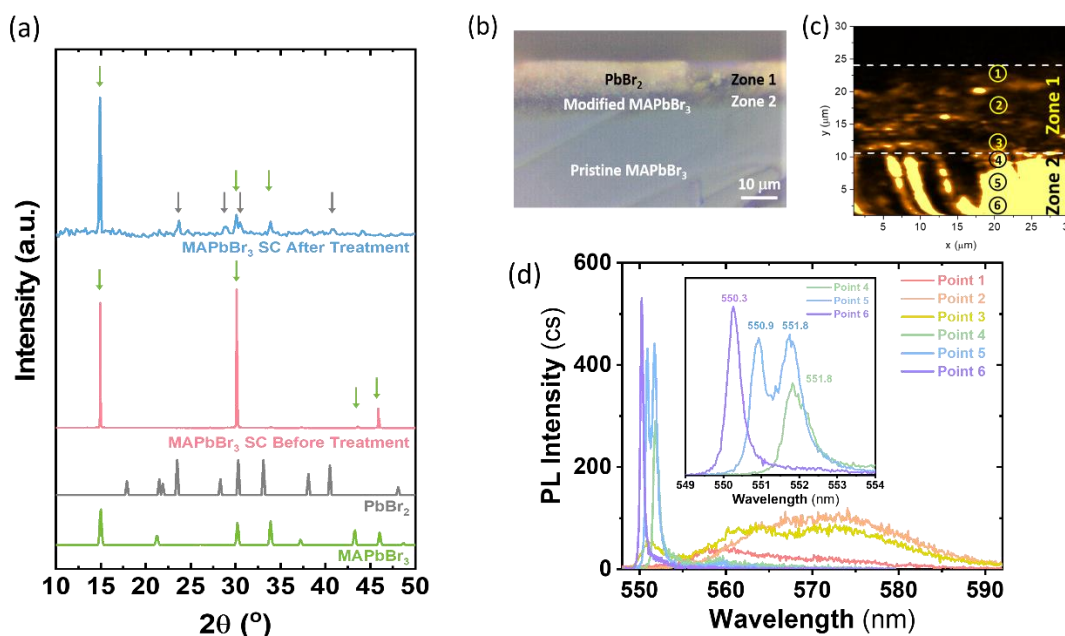 (a)
Intensity (a.u.)
MAPbBr₃ SC After Treatment
MAPbBr₃ SC Before Treatment
PbBr₂
MAPbBr₃
10 15 20 25 30 35 40 45 50
2θ (°)
(b)
PbBr₂ Zone 1
Modified MAPbBr₃ Zone 2
Pristine MAPbBr₃
10 μm
(c)
30
25
20
15
10
5
y (μm)
5 10 15 20 25 30
x (μm)
1
2
3
4
5
6
Zone 1
Zone 2
(d)
600
400
200
0
PL Intensity (cs)
550 560 570 580 590
Wavelength (nm)
Point 1
Point 2
Point 3
Point 4
Point 5
Point 6
Point 4
Point 5
Point 6
550.3
550.9 551.8
551.8
549 550 551 552 553 554
Wavelength (nm)